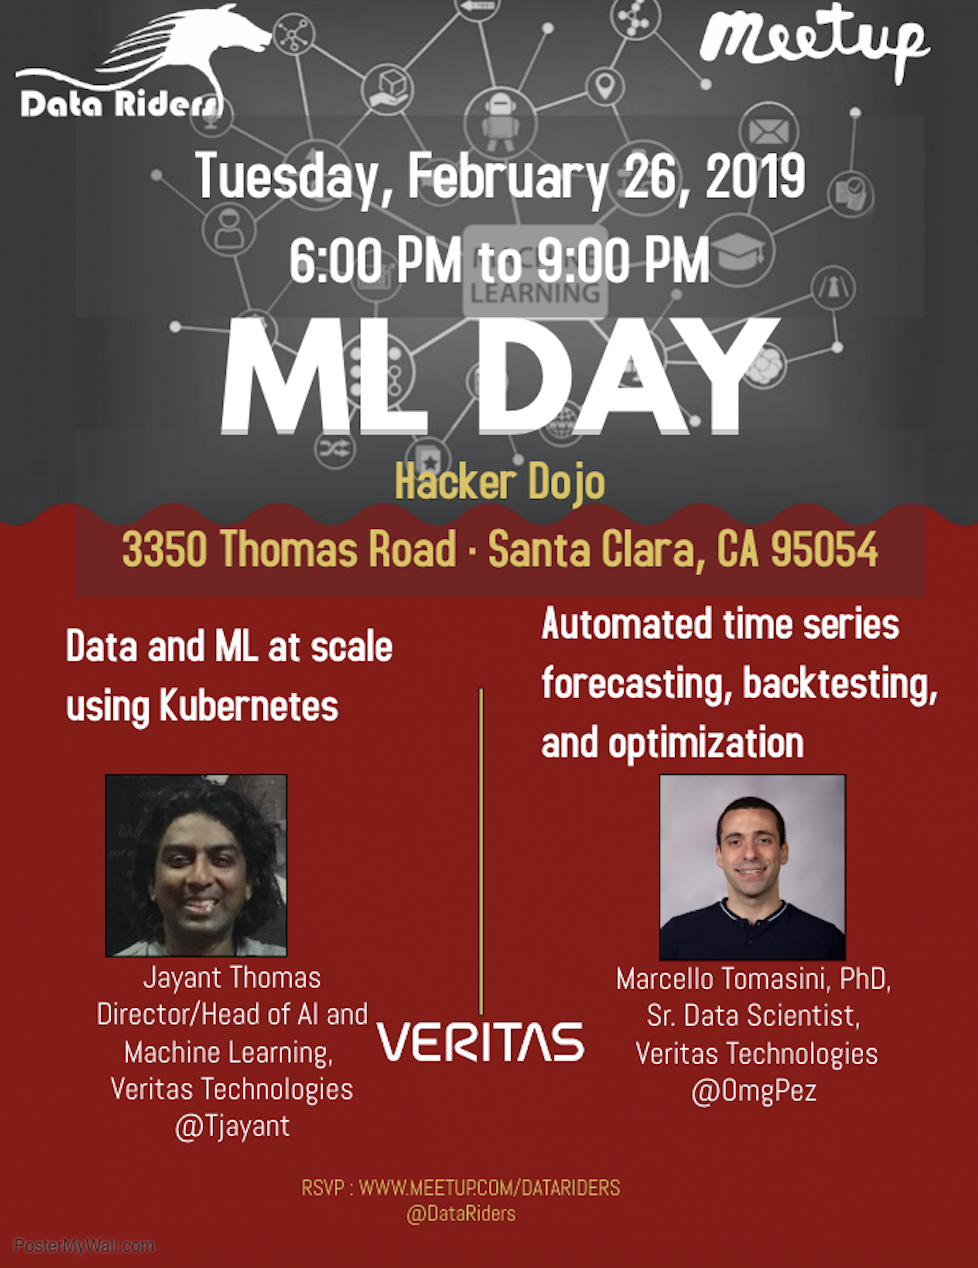 Data Riders
Meetup
Tuesday, February 26, 2019
6:00 PM to 9:00 PM
MACHINE
LEARNING
ML DAY
WWW
Hacker Dojo
3350 Thomas Road · Santa Clara, CA 95054
Data and ML at scale
using Kubernetes
Automated time series
forecasting, backtesting,
and optimization
Jayant Thomas
Director/Head of AI and
Machine Learning,
Veritas Technologies
@Tjayant
VERITAS
Marcello Tomasini, PhD,
Sr. Data Scientist,
Veritas Technologies
@OmgPez
RSVP : WWW.MEETUP.COM/DATARIDERS
@DataRiders
PosterMyWall.com